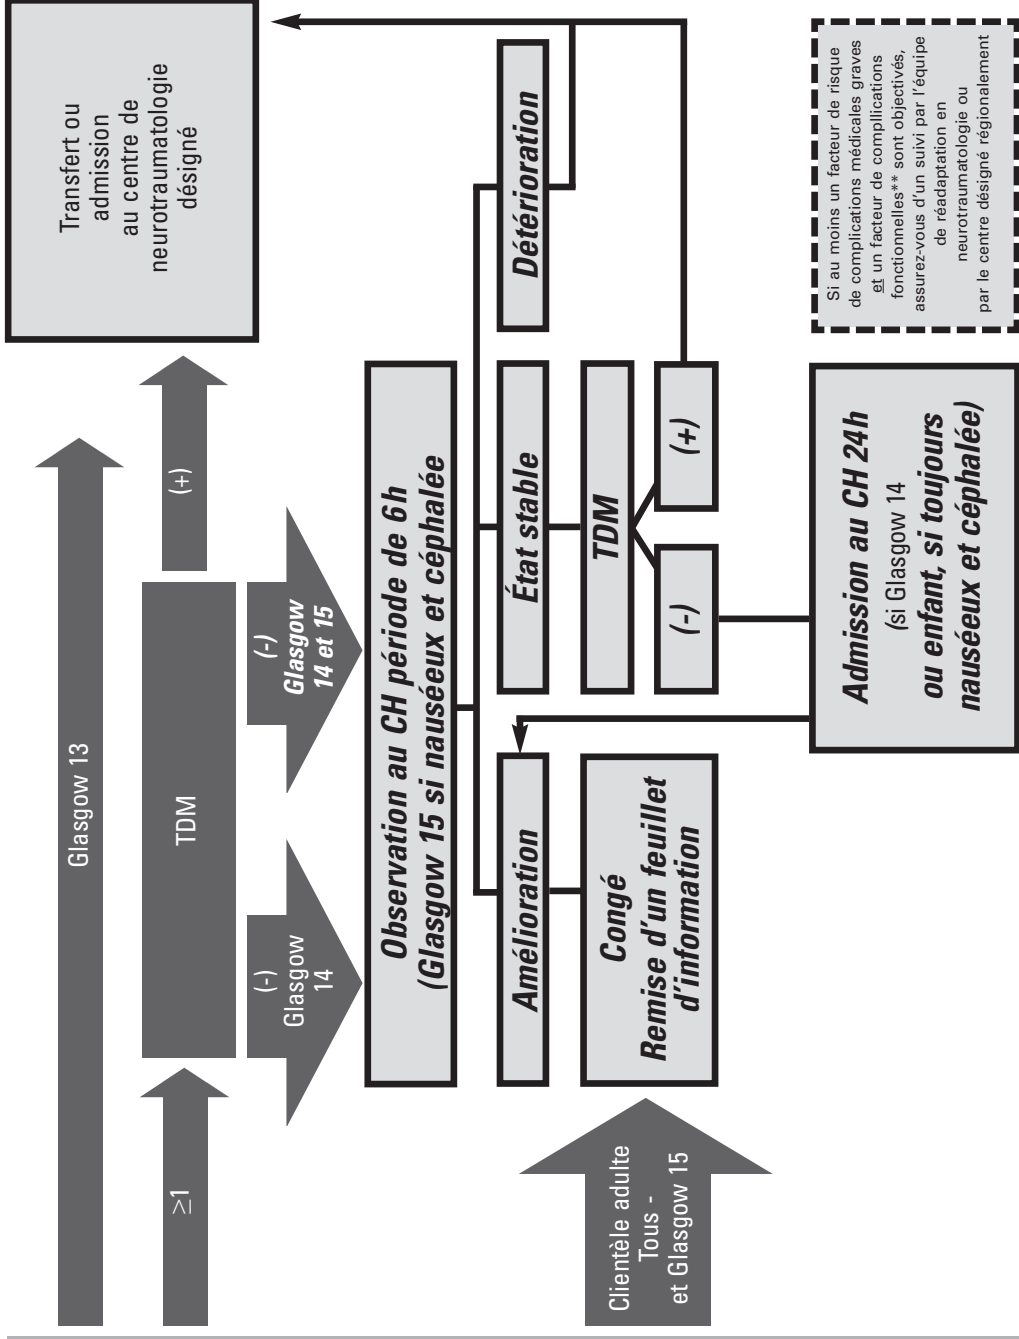 Glasgow 13
≥1
TDM
(+)
Transfert ou
admission
au centre de
neurotraumatologie
désigné
(-)
Glasgow
14
(-)
Glasgow
14 et 15
Observation au CH période de 6h
(Glasgow 15 si nauséeux et céphalée
Amélioration
État stable
Détérioration
Clientèle adulte
Tous -
et Glasgow 15
Congé
Remise d'un feuillet
d'information
TDM
(-)
(+)
Admission au CH 24h
(si Glasgow 14
ou enfant, si toujours
nauséeux et céphalée)
Si au moins un facteur de risque
de complications médicales graves
et un facteur de compllications
fonctionnelles** sont objectivées,
assurez-vous d'un suivi par l'équipe
de réadaptation en
neurotraumatologie ou
par le centre désigné régionalement